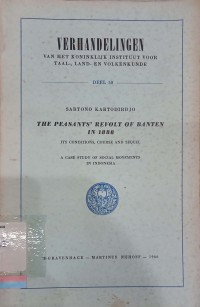 VERHANDELINGEN
VAN HET KONINKLIJK INSTITUUT VOOR
TAAL-, LAND- EN VOLKENKUNDE
DEEL 50
SARTONO KARTODIRDJO
THE PEASANTS' REVOLT OF BANTEN
IN 1888
ITS CONDITIONS, COURSE AND SEQUEL
A CASE STUDY OF SOCIAL MOVEMENTS
IN INDONESIA
'S-GRAVENHAGE – MARTINUS NIJHOFF – 1966